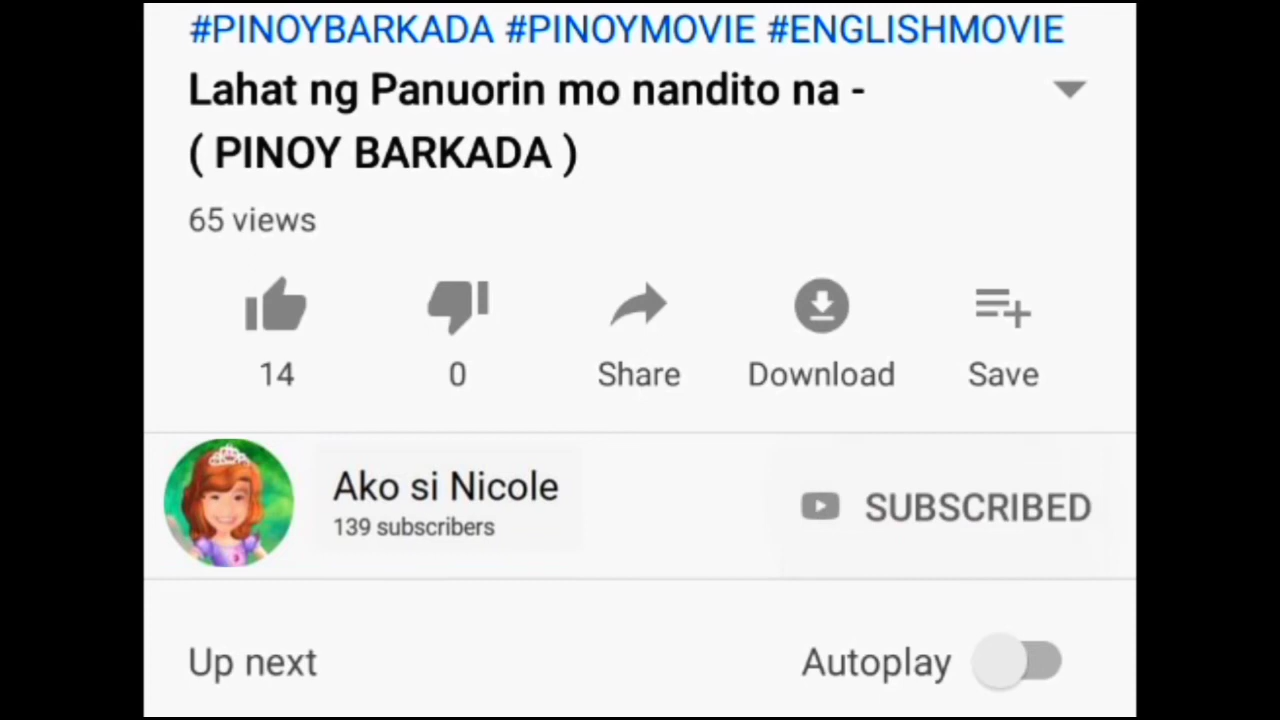 #PINOYBARKADA #PINOYMOVIE #ENGLISHMOVIE
Lahat ng Panuorin mo nandito na -
( PINOY BARKADA )
65 views
14 0 Share Download Save
Ako si Nicole
139 subscribers
SUBSCRIBED
Up next Autoplay